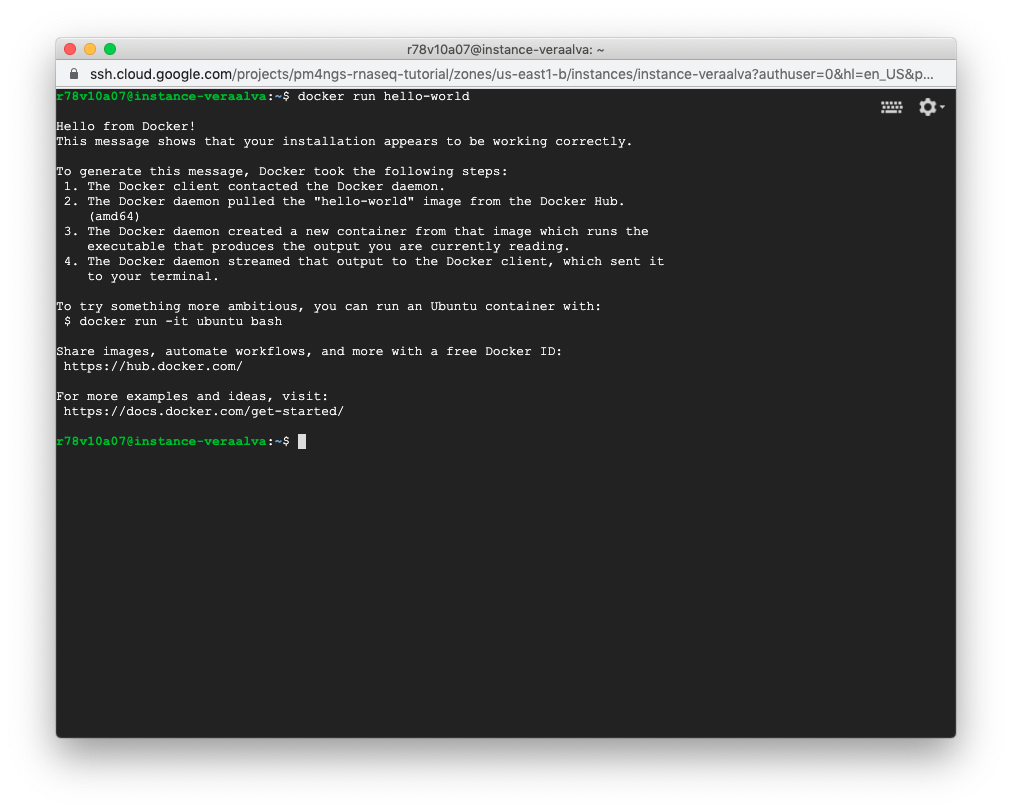 r78v10a07@instance-veraalva: ~
ssh.cloud.google.com/projects/pm4ngs-rnaseq-tutorial/zones/us-east1-b/instances/instance-veraalva?authuser=0&hl=en_US&p...
r78v10a07@instance-veraalva:~$ docker run hello-world
Hello from Docker!
This message shows that your installation appears to be working correctly.
To generate this message, Docker took the following steps:
1. The Docker client contacted the Docker daemon.
2. The Docker daemon pulled the "hello-world" image from the Docker Hub.
(amd64)
3. The Docker daemon created a new container from that image which runs the
executable that produces the output you are currently reading.
4. The Docker daemon streamed that output to the Docker client, which sent it
to your terminal.
To try something more ambitious, you can run an Ubuntu container with:
$ docker run -it ubuntu bash
Share images, automate workflows, and more with a free Docker ID:
https://hub.docker.com/
For more examples and ideas, visit:
https://docs.docker.com/get-started/
r78v10a07@instance-veraalva:~$